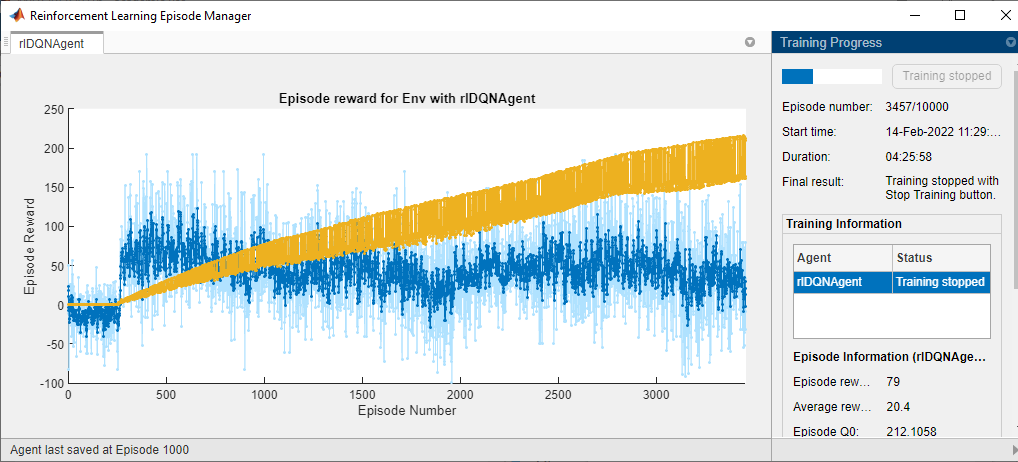 Reinforcement Learning Episode Manager
rlDQNAgent
Episode reward for Env with rlDQNAgent
250
200
150
100
50
0
-50
-100
0
500
1000
1500
2000
2500
3000
Episode Reward
Episode Number
Training Progress
Training stopped
Episode number: 3457/10000
Start time: 14-Feb-2022 11:29:...
Duration: 04:25:58
Final result: Training stopped with
Stop Training button.
Training Information
Agent Status
rlDQNAgent Training stopped
Episode Information (rlDQNAge...
Episode rew... 79
Average rew... 20.4
Episode Q0: 212.1058
Agent last saved at Episode 1000